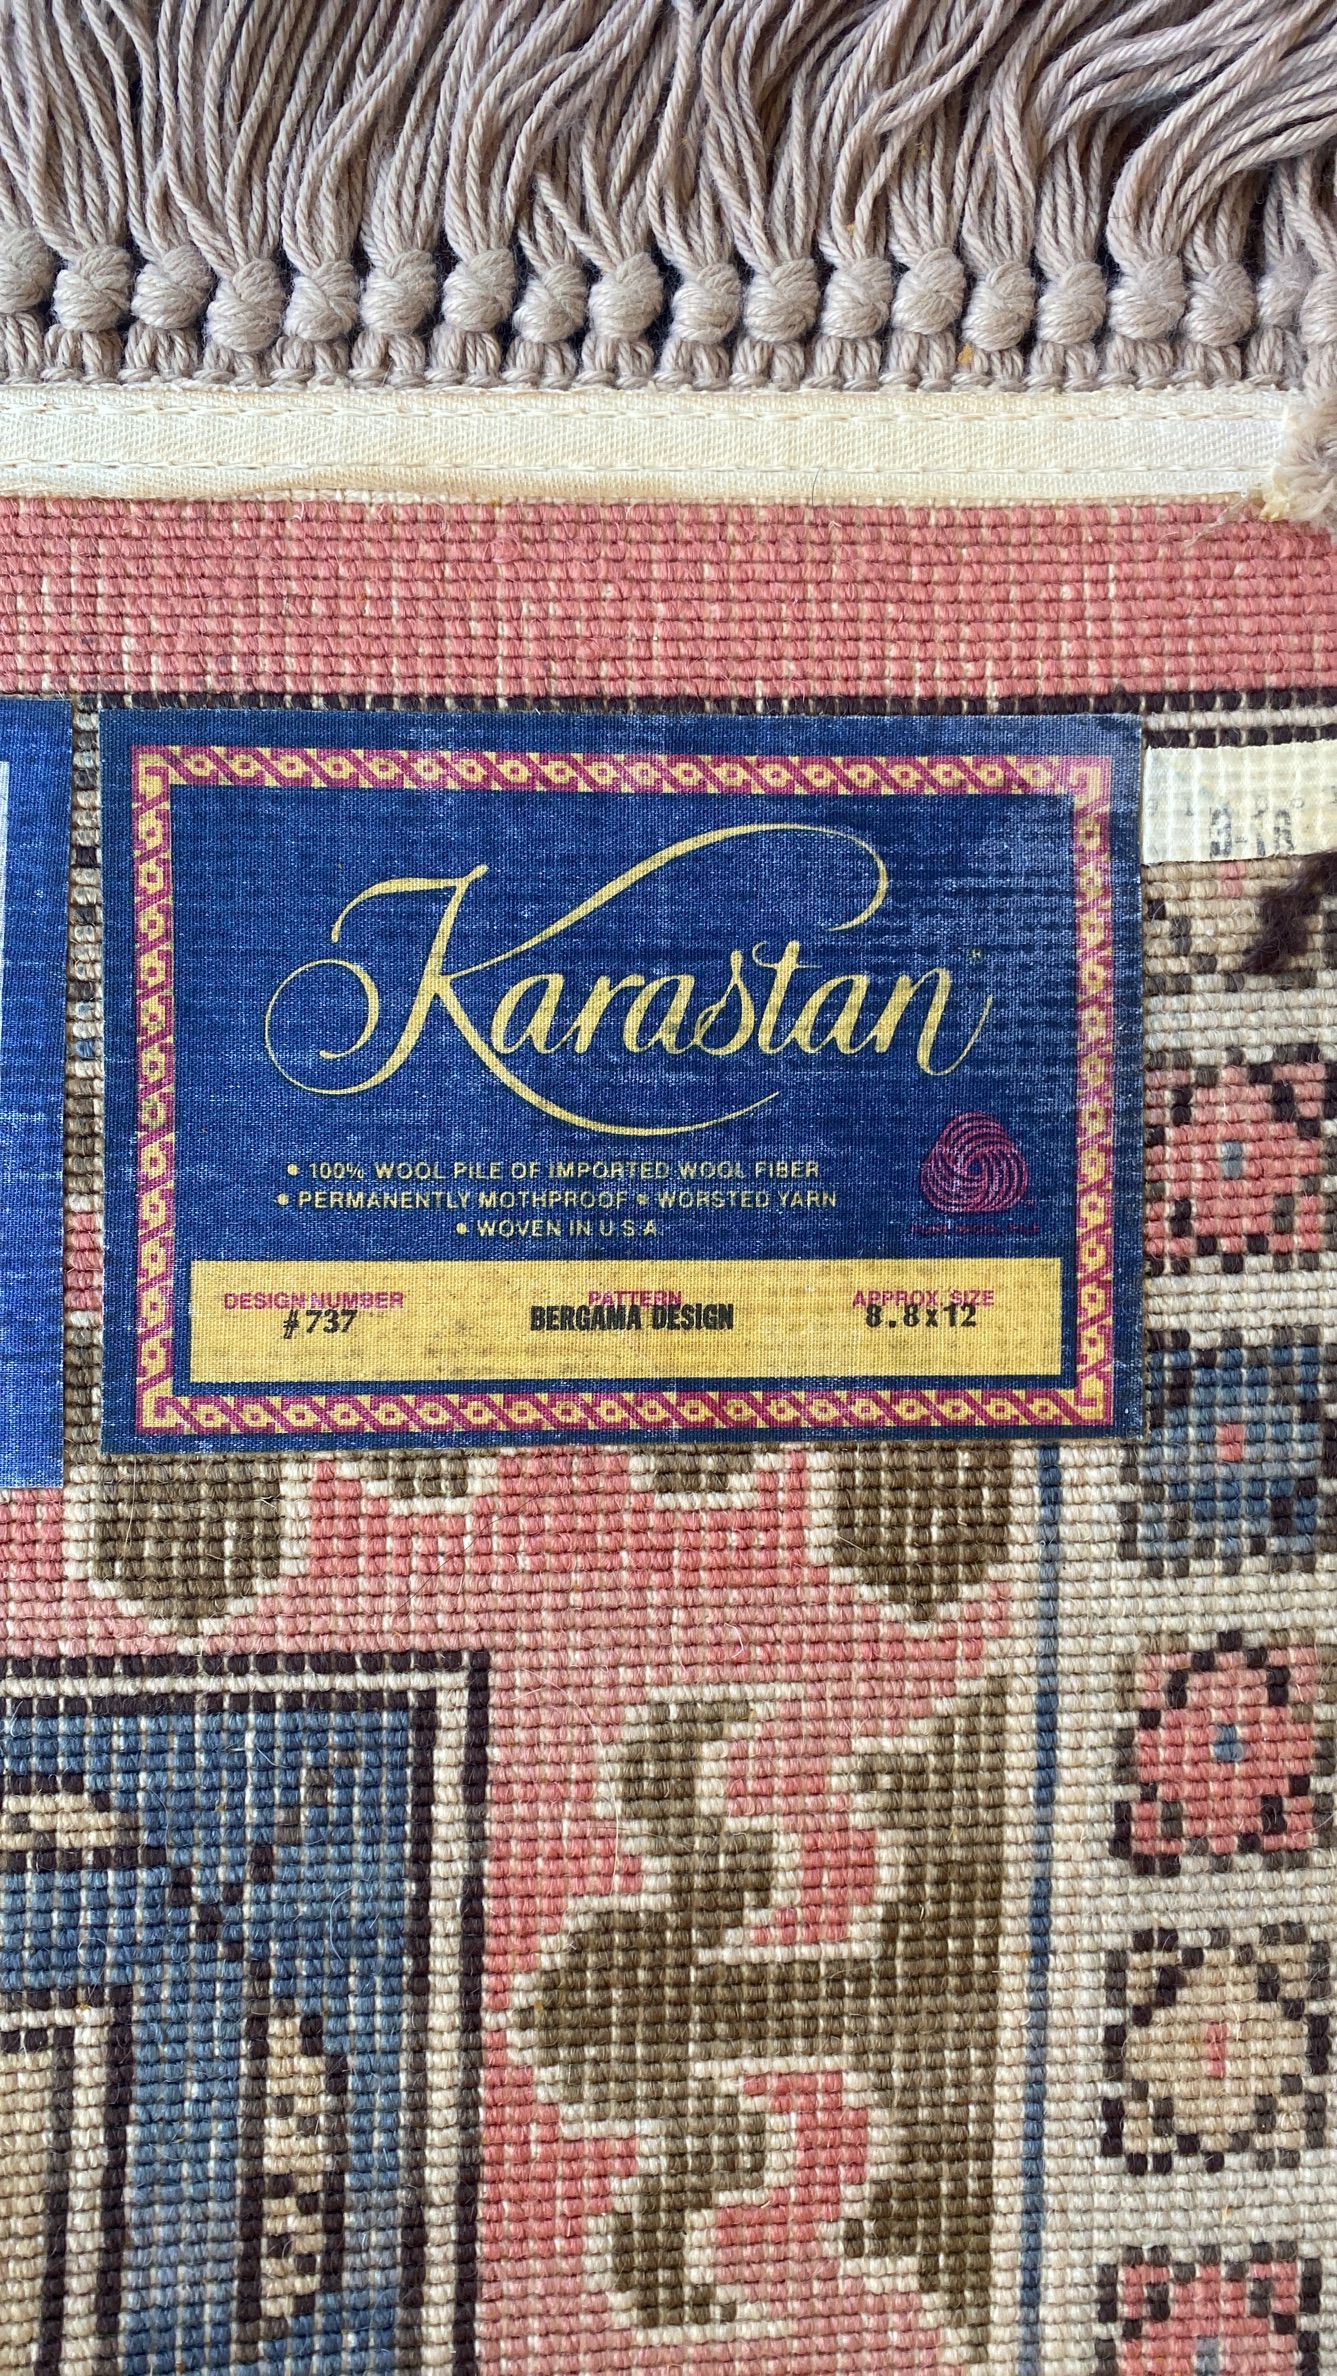 Karastan
• 100% WOOL PILE OF IMPORTED WOOL FIBER
• PERMANENTLY MOTHPROOF • WORSTED YARN
• WOVEN IN U.S.A.
DESIGN NUMBER PATTERN APPROX. SIZE
#737 BERGAMA DESIGN 8.8x12